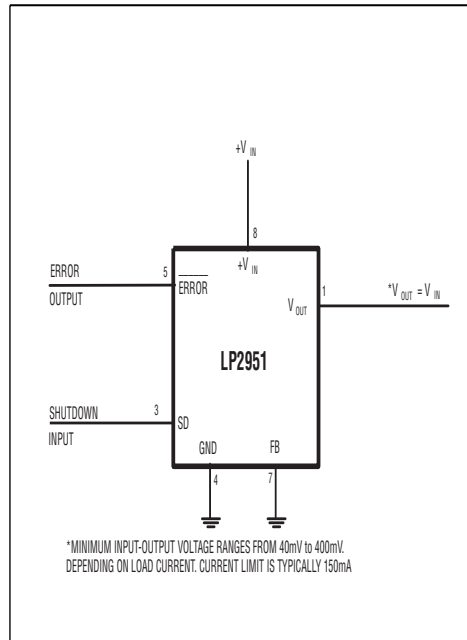 +V IN
8
+V IN
ERROR
OUTPUT
5
ERROR
1
V OUT
*V OUT = V IN
LP2951
SHUTDOWN
INPUT
3
SD
GND
FB
4
7
*MINIMUM INPUT-OUTPUT VOLTAGE RANGES FROM 40mV to 400mV.
DEPENDING ON LOAD CURRENT. CURRENT LIMIT IS TYPICALLY 150mA